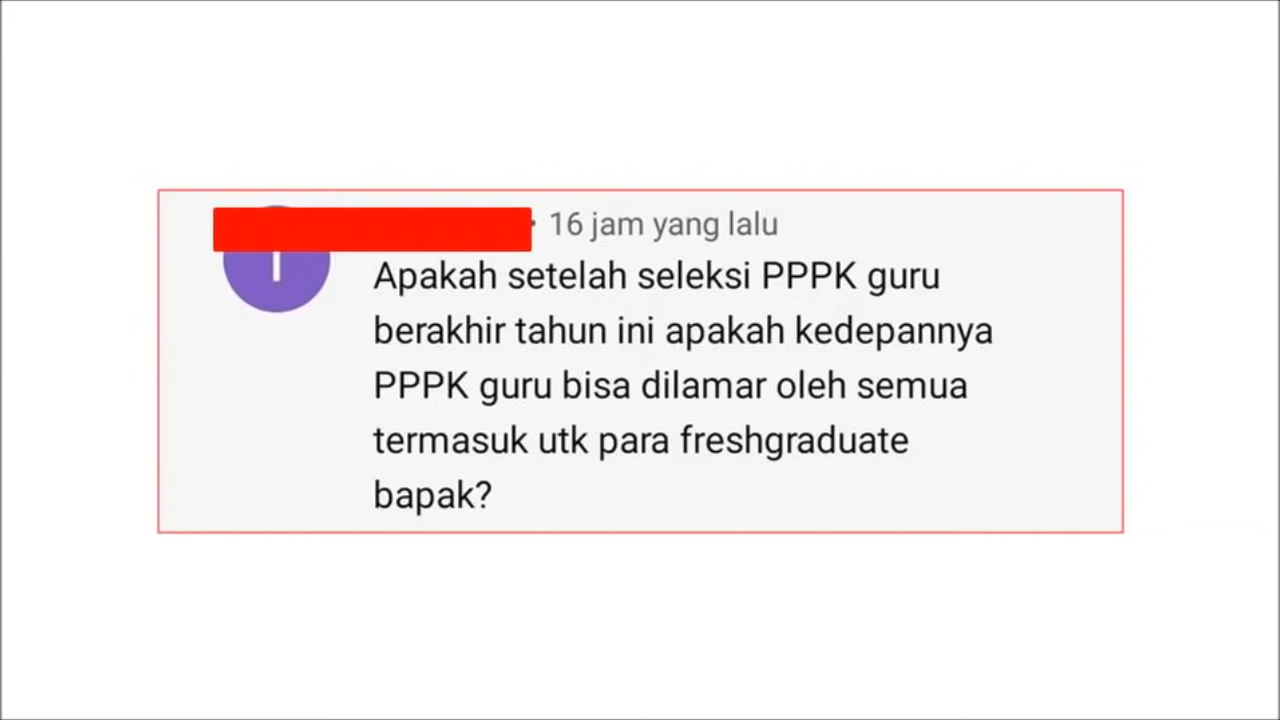 16 jam yang lalu
Apakah setelah seleksi PPPK guru
berakhir tahun ini apakah kedepannya
PPPK guru bisa dilamar oleh semua
termasuk utk para freshgraduate
bapak?